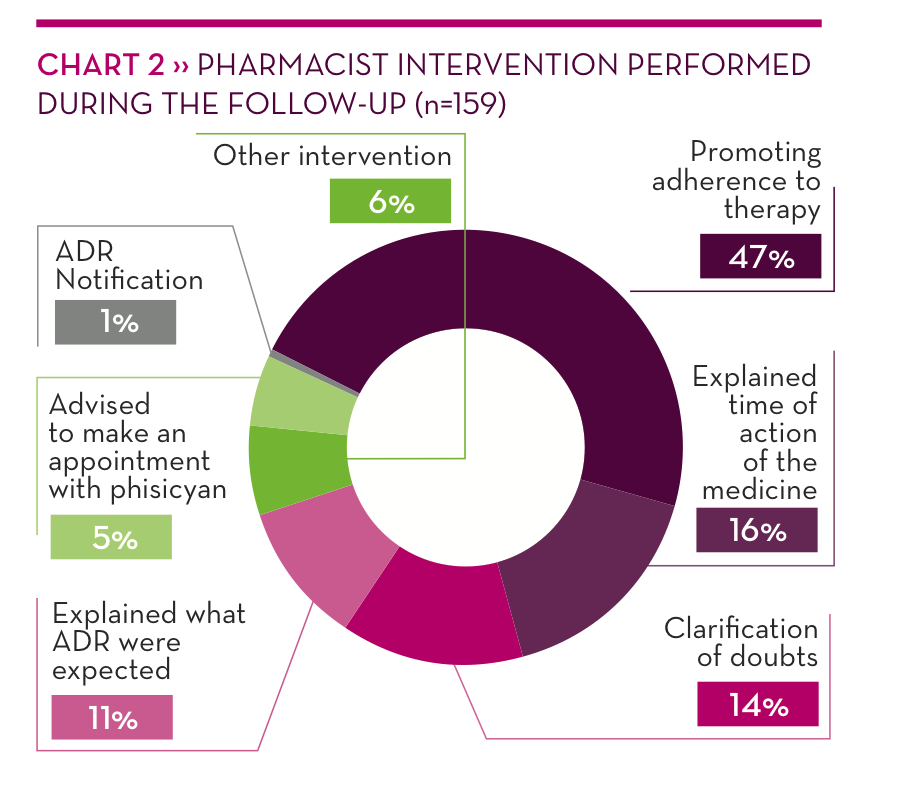 CHART 2 ›› PHARMACIST INTERVENTION PERFORMED
DURING THE FOLLOW-UP (n=159)
Other intervention
6%
Promoting
adherence to
therapy
47%
ADR
Notification
1%
Explained
time of
action
of the
medicine
16%
Advised
to make an
appointment
with phisicyan
5%
Explained what
ADR were
expected
11%
Clarification
of doubts
14%